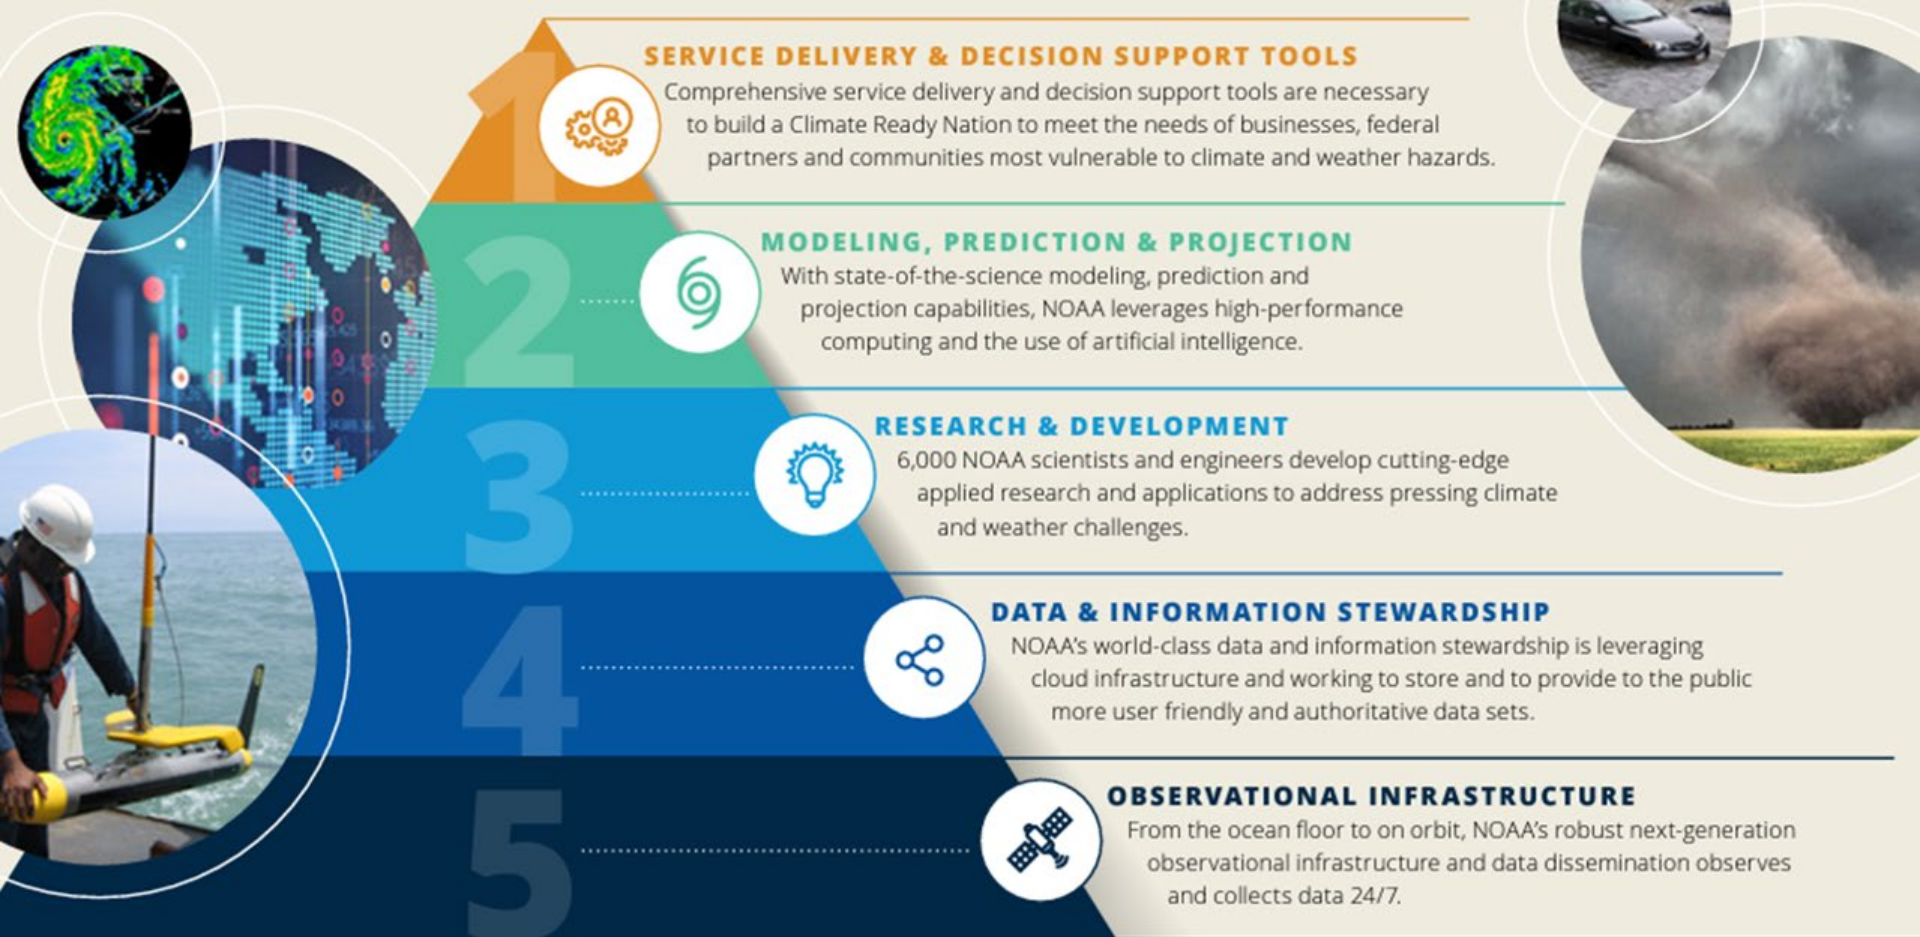 1
SERVICE DELIVERY & DECISION SUPPORT TOOLS
Comprehensive service delivery and decision support tools are necessary
to build a Climate Ready Nation to meet the needs of businesses, federal
partners and communities most vulnerable to climate and weather hazards.
2
MODELING, PREDICTION & PROJECTION
With state-of-the-science modeling, prediction and
projection capabilities, NOAA leverages high-performance
computing and the use of artificial intelligence.
3
RESEARCH & DEVELOPMENT
6,000 NOAA scientists and engineers develop cutting-edge
applied research and applications to address pressing climate
and weather challenges.
4
DATA & INFORMATION STEWARDSHIP
NOAA's world-class data and information stewardship is leveraging
cloud infrastructure and working to store and to provide to the public
more user friendly and authoritative data sets.
5
OBSERVATIONAL INFRASTRUCTURE
From the ocean floor to on orbit, NOAA's robust next-generation
observational infrastructure and data dissemination observes
and collects data 24/7.